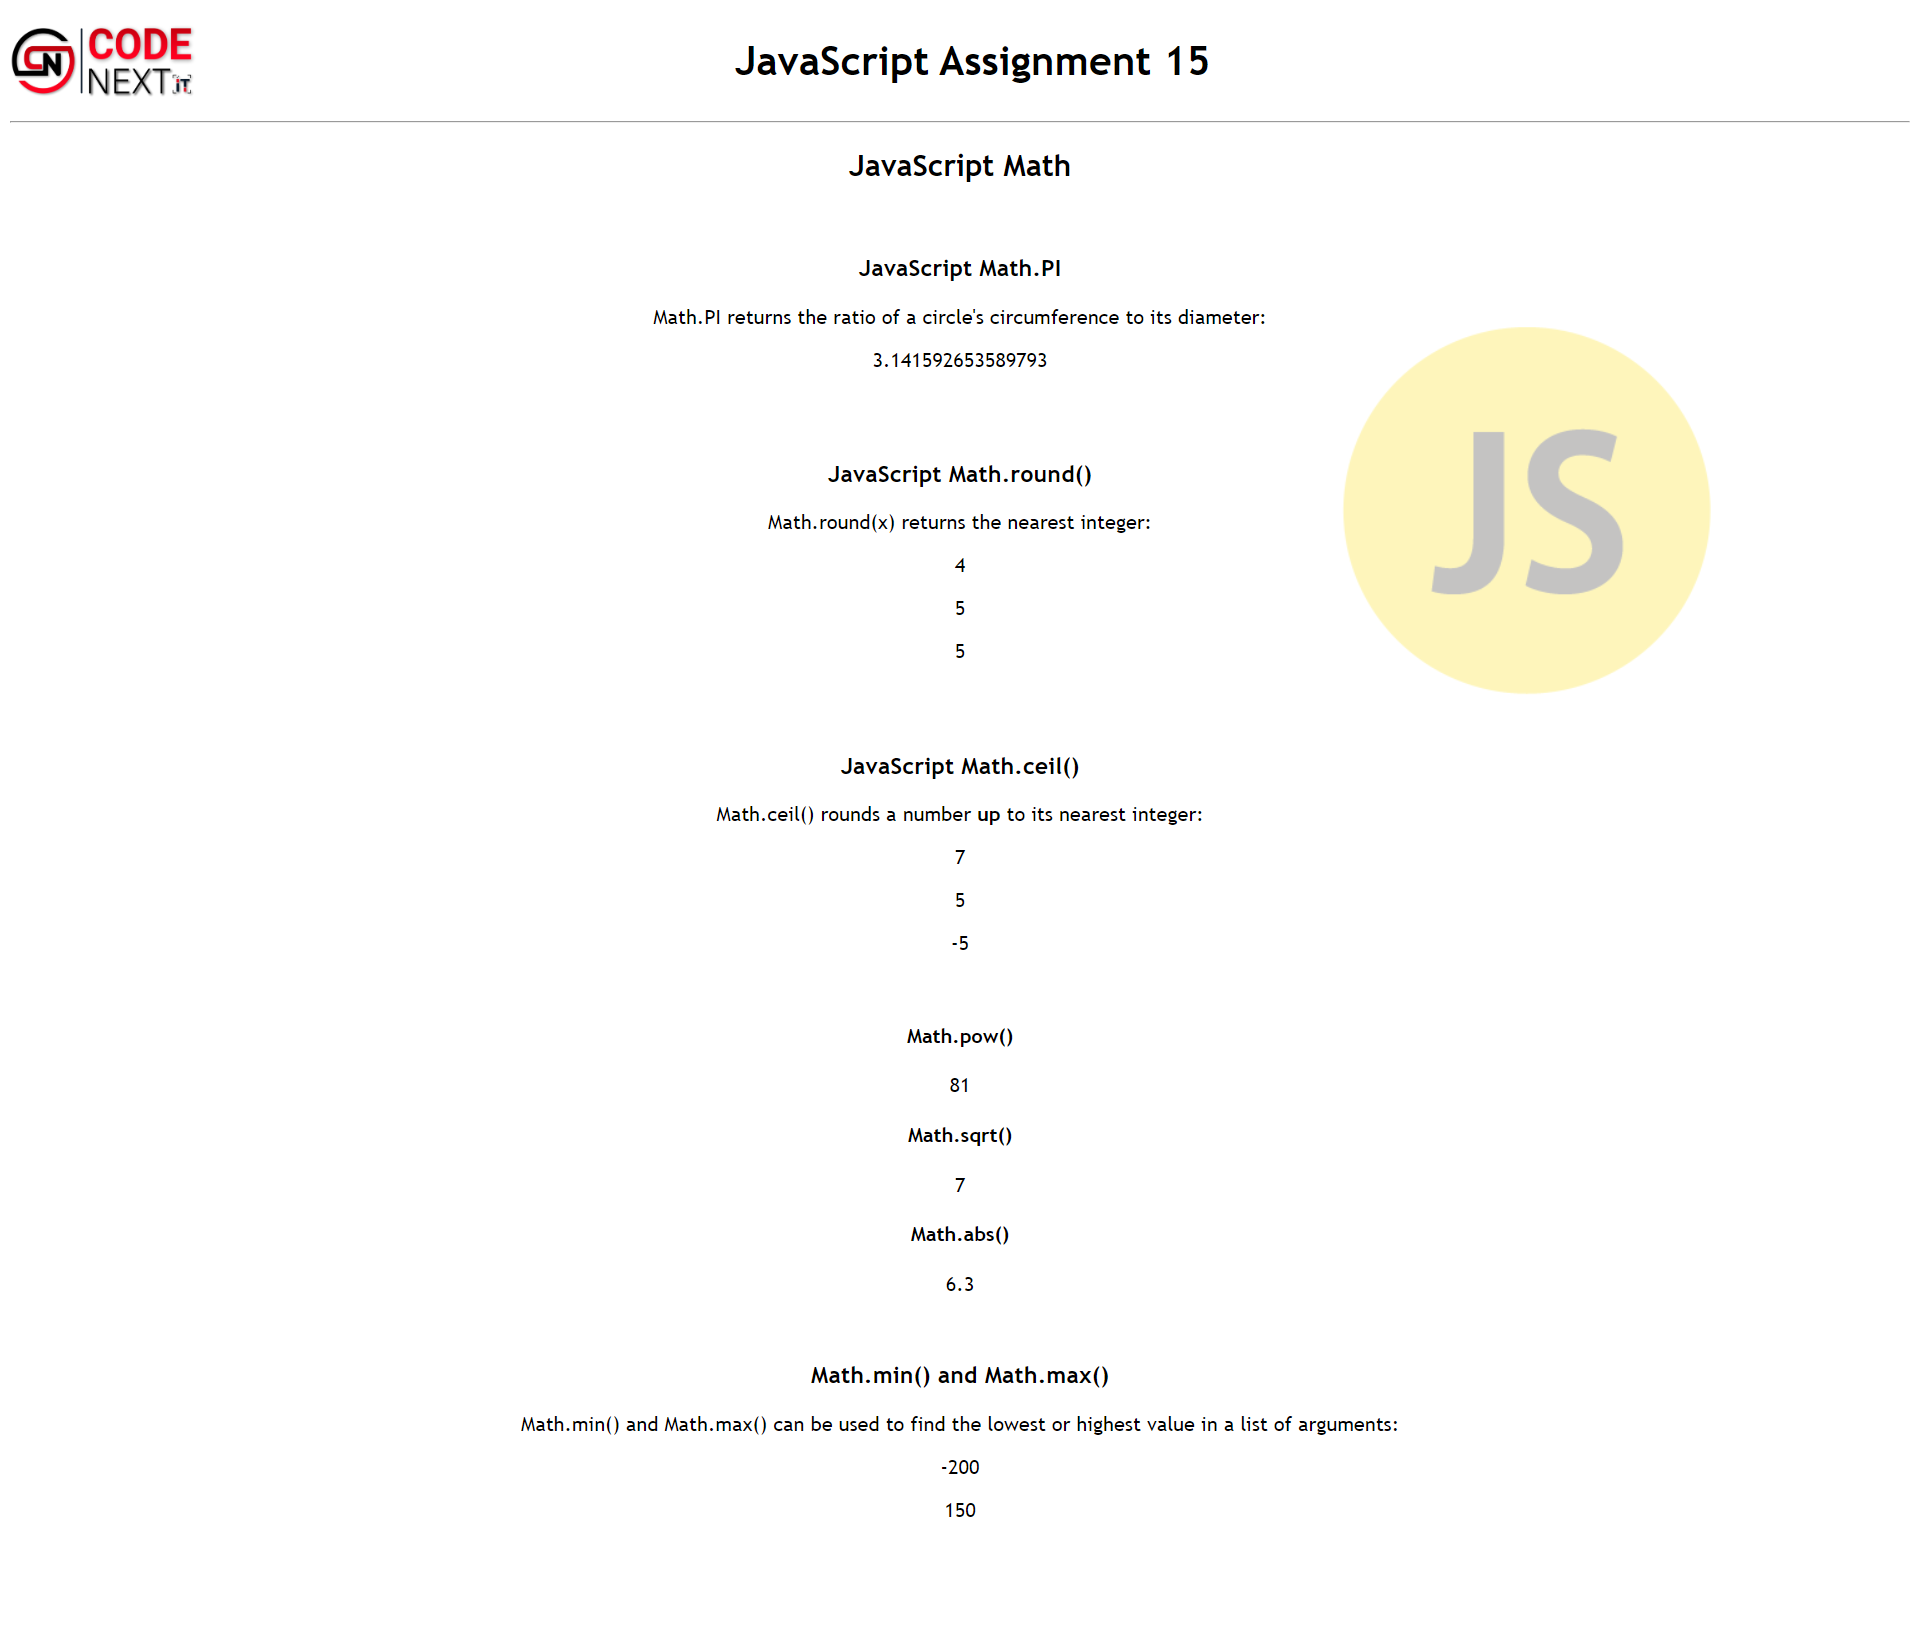 GN CODE
NEXT iT
JavaScript Assignment 15
JavaScript Math
JavaScript Math.PI
Math.PI returns the ratio of a circle's circumference to its diameter:
3.141592653589793
JS
JavaScript Math.round()
Math.round(x) returns the nearest integer:
4
5
5
JavaScript Math.ceil()
Math.ceil() rounds a number up to its nearest integer:
7
5
-5
Math.pow()
81
Math.sqrt()
7
Math.abs()
6.3
Math.min() and Math.max()
Math.min() and Math.max() can be used to find the lowest or highest value in a list of arguments:
-200
150